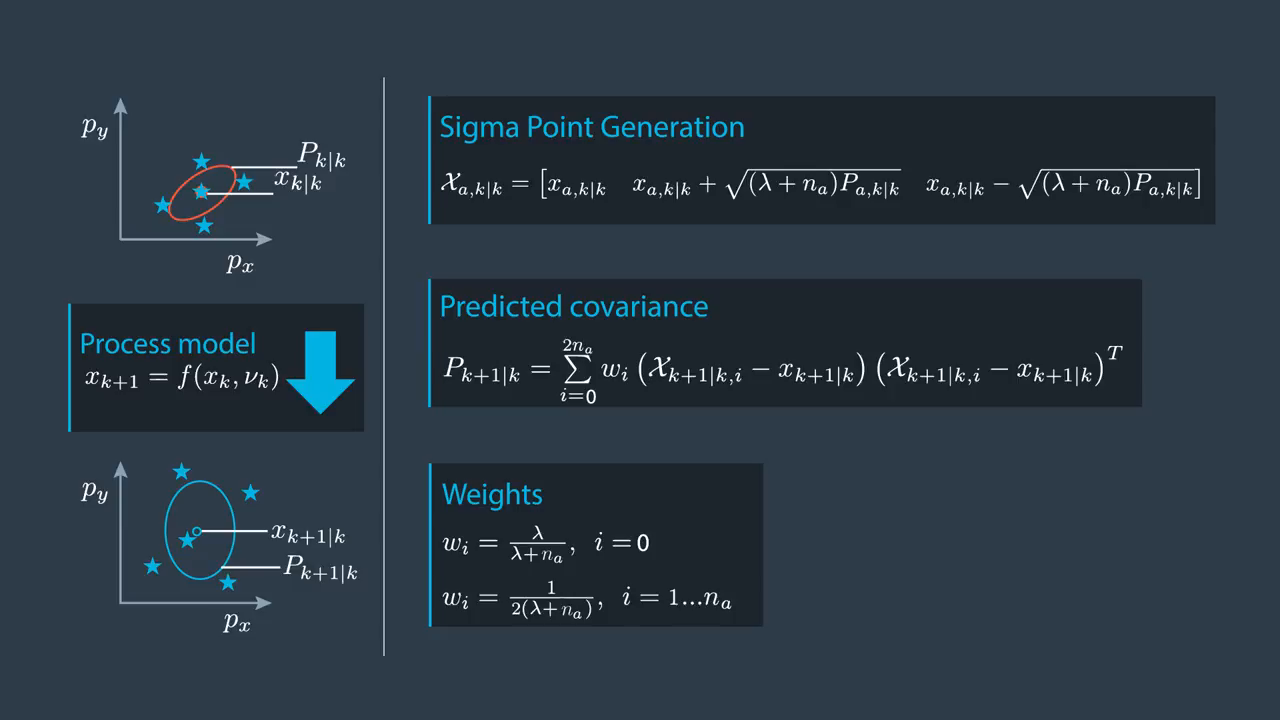 p_y
P_{k|k}
x_{k|k}
p_x
Process model
x_{k+1} = f(x_k, ν_k)
p_y
x_{k+1|k}
P_{k+1|k}
p_x
Sigma Point Generation
𝒳_{a,k|k} = [x_{a,k|k}   x_{a,k|k} + √((λ + n_a)P_{a,k|k})   x_{a,k|k} − √((λ + n_a)P_{a,k|k})]
Predicted covariance
P_{k+1|k} = ∑_{i=0}^{2n_a} w_i (𝒳_{k+1|k,i} − x_{k+1|k}) (𝒳_{k+1|k,i} − x_{k+1|k})^T
Weights
w_i = λ/(λ+n_a), i = 0
w_i = 1/(2(λ+n_a)), i = 1...n_a